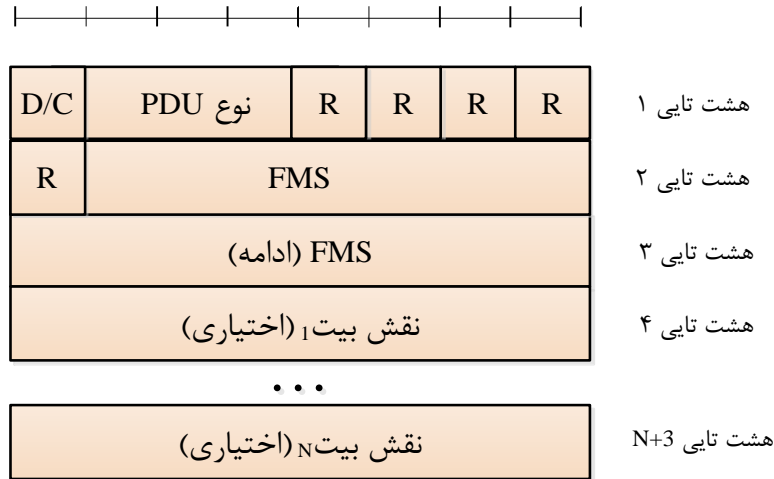 D/C نوع PDU R R R R هشت تایی ۱
R FMS هشت تایی ۲
FMS (ادامه) هشت تایی ۳
نقش بیت1 (اختیاری) هشت تایی ۴
...
نقش بیتN (اختیاری) هشت تایی N+3